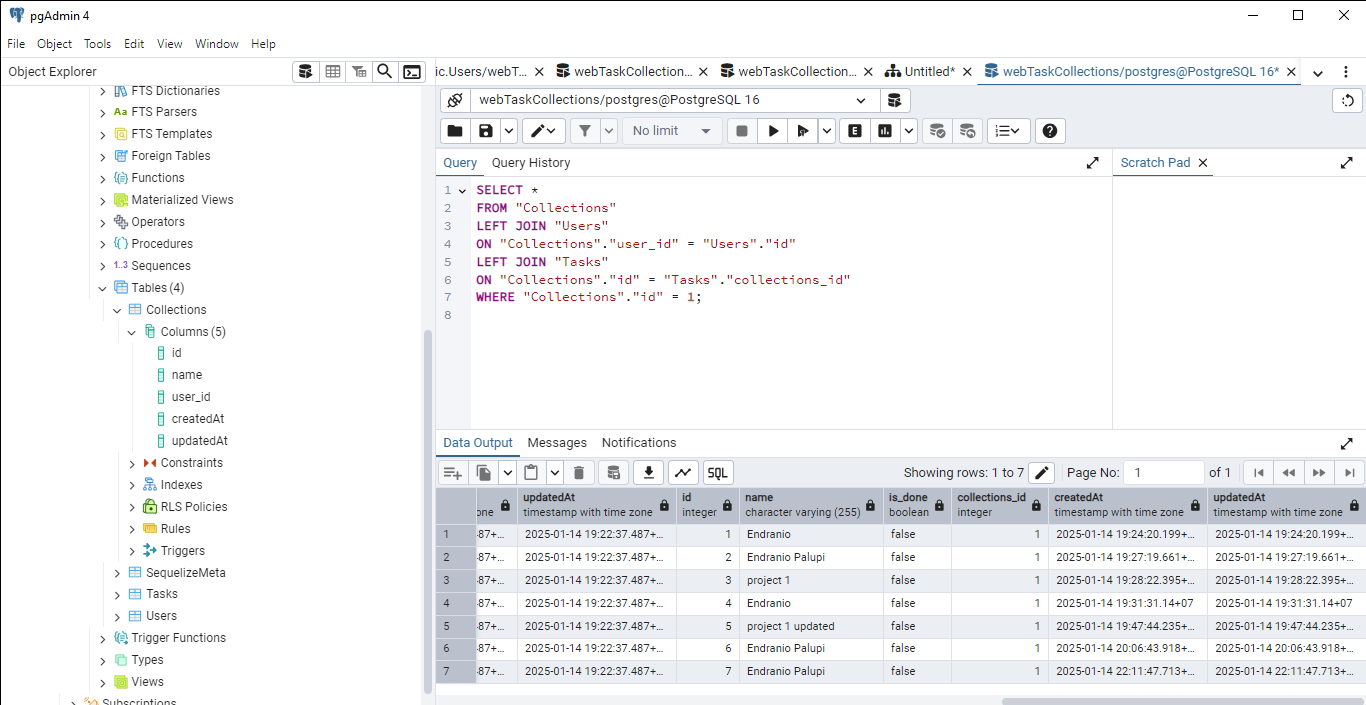 pgAdmin 4
File Object Tools Edit View Window Help
Object Explorer
ic.Users/webT...
webTaskCollection...
webTaskCollection...
Untitled*
webTaskCollections/postgres@PostgreSQL 16*
FTS Dictionaries
Aa FTS Parsers
FTS Templates
Foreign Tables
Functions
Materialized Views
Operators
Procedures
1..3 Sequences
Tables (4)
Collections
Columns (5)
id
name
user_id
createdAt
updatedAt
Constraints
Indexes
RLS Policies
Rules
Triggers
SequelizeMeta
Tasks
Users
Trigger Functions
Types
Views
Subscriptions
webTaskCollections/postgres@PostgreSQL 16
No limit
E
Query Query History
Scratch Pad
1 SELECT *
2 FROM "Collections"
3 LEFT JOIN "Users"
4 ON "Collections"."user_id" = "Users"."id"
5 LEFT JOIN "Tasks"
6 ON "Collections"."id" = "Tasks"."collections_id"
7 WHERE "Collections"."id" = 1;
8
Data Output Messages Notifications
SQL
Showing rows: 1 to 7
Page No: 1 of 1
updatedAt id name is_done collections_id createdAt updatedAt
one timestamp with time zone integer character varying (255) boolean integer timestamp with time zone timestamp with time zone
1 :87+... 2025-01-14 19:22:37.487+... 1 Endranio false 1 2025-01-14 19:24:20.199+... 2025-01-14 19:24:20.199+...
2 :87+... 2025-01-14 19:22:37.487+... 2 Endranio Palupi false 1 2025-01-14 19:27:19.661+... 2025-01-14 19:27:19.661+...
3 :87+... 2025-01-14 19:22:37.487+... 3 project 1 false 1 2025-01-14 19:28:22.395+... 2025-01-14 19:28:22.395+...
4 :87+... 2025-01-14 19:22:37.487+... 4 Endranio false 1 2025-01-14 19:31:31.14+07 2025-01-14 19:31:31.14+07
5 :87+... 2025-01-14 19:22:37.487+... 5 project 1 updated false 1 2025-01-14 19:47:44.235+... 2025-01-14 19:47:44.235+...
6 :87+... 2025-01-14 19:22:37.487+... 6 Endranio Palupi false 1 2025-01-14 20:06:43.918+... 2025-01-14 20:06:43.918+...
7 :87+... 2025-01-14 19:22:37.487+... 7 Endranio Palupi false 1 2025-01-14 22:11:47.713+... 2025-01-14 22:11:47.713+...